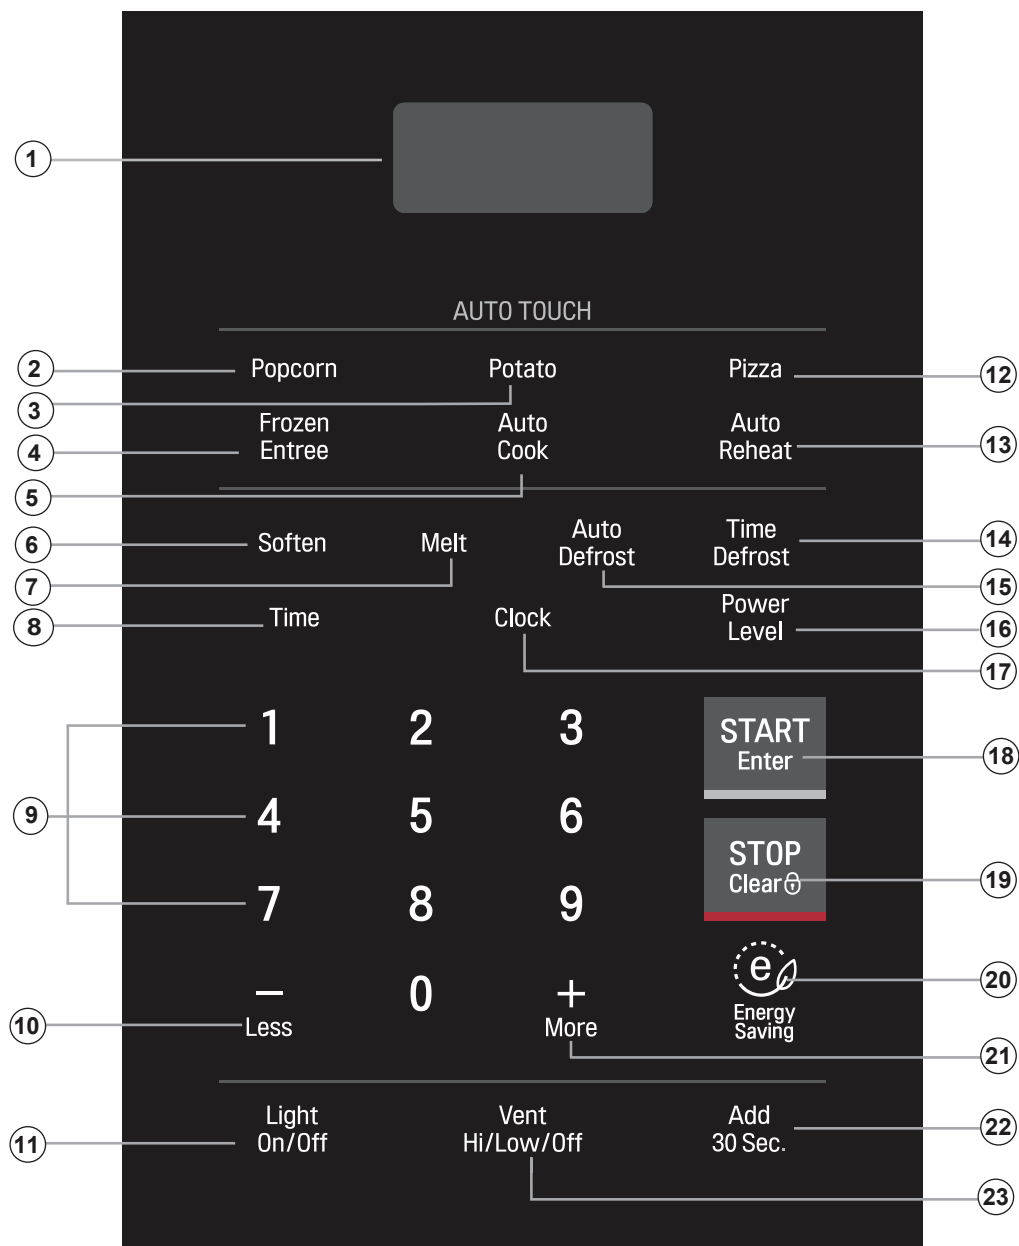 1
AUTO TOUCH
2
Popcorn
Potato
Pizza
12
3
Frozen
Entree
Auto
Cook
Auto
Reheat
4
13
5
6
Soften
Melt
Auto
Defrost
Time
Defrost
14
7
15
8
Time
Clock
Power
Level
16
17
1
2
3
START
Enter
18
9
4
5
6
STOP
Clear
19
7
8
9
e
Energy
Saving
20
10
−
Less
0
+
More
21
11
Light
On/Off
Vent
Hi/Low/Off
Add
30 Sec.
22
23